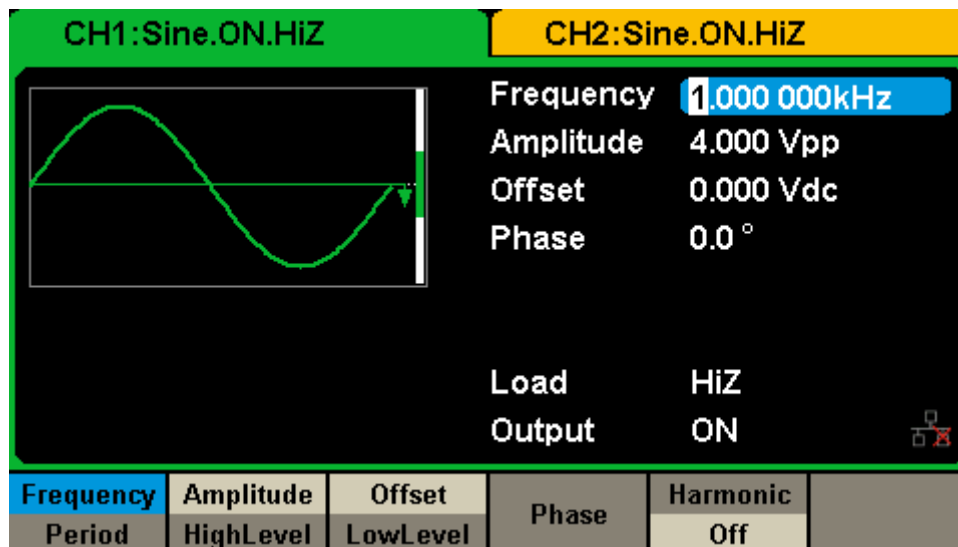 CH1:Sine.ON.HiZ
CH2:Sine.ON.HiZ
Frequency 1.000 000kHz
Amplitude 4.000 Vpp
Offset 0.000 Vdc
Phase 0.0 °
Load HiZ
Output ON
Frequency Amplitude Offset Phase Harmonic
Period HighLevel LowLevel Off